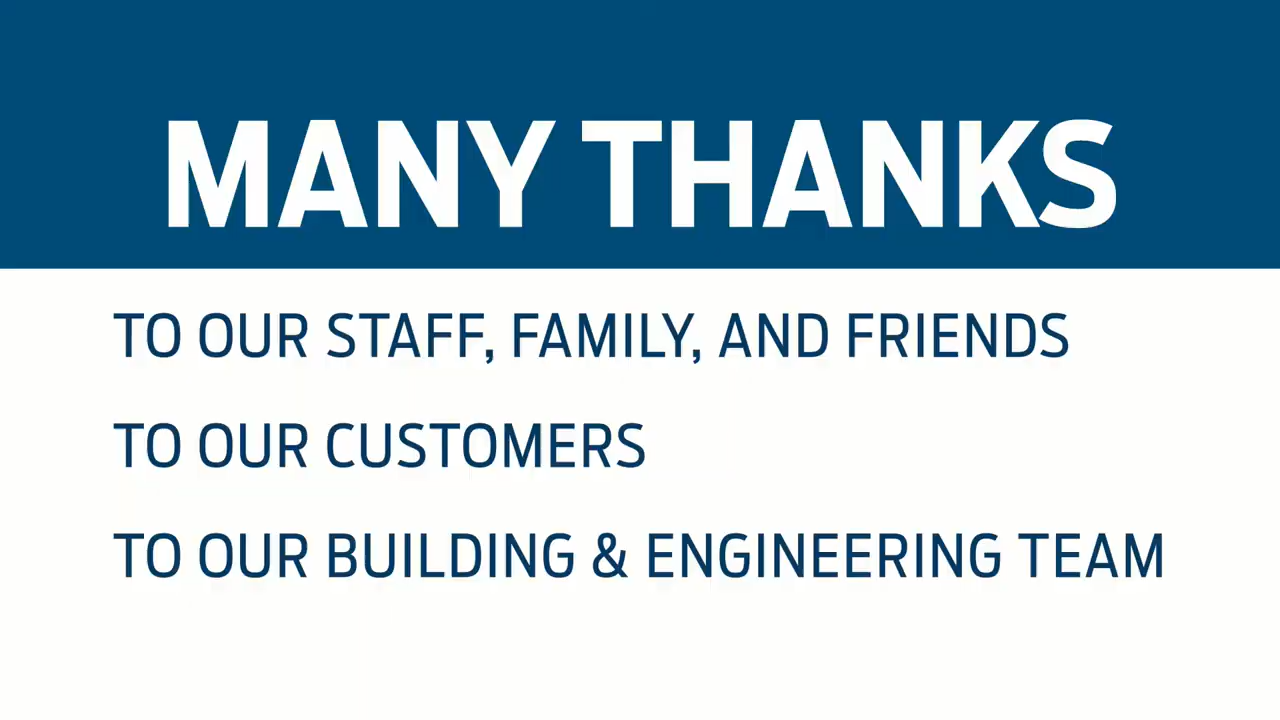 MANY THANKS
TO OUR STAFF, FAMILY, AND FRIENDS
TO OUR CUSTOMERS
TO OUR BUILDING & ENGINEERING TEAM